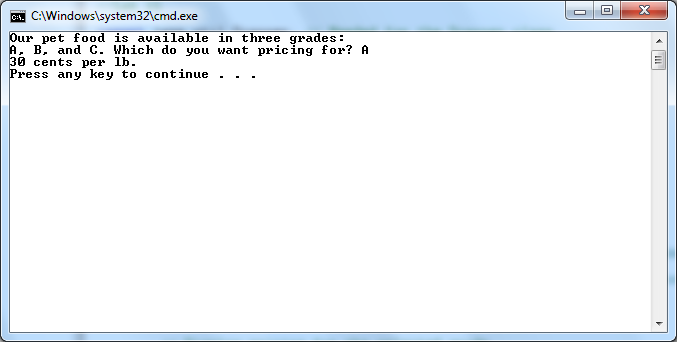 C:\Windows\system32\cmd.exe
Our pet food is available in three grades:
A, B, and C. Which do you want pricing for? A
30 cents per lb.
Press any key to continue . . .